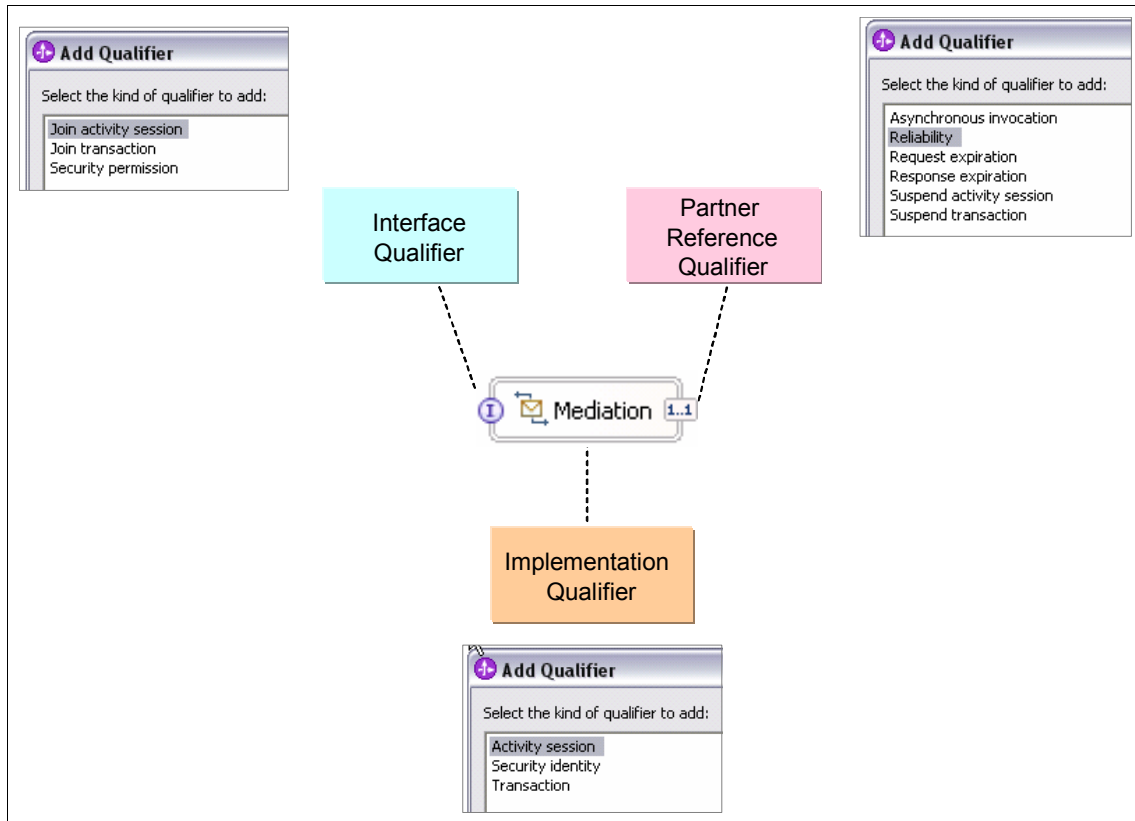 Add Qualifier
Select the kind of qualifier to add:
Join activity session
Join transaction
Security permission
Add Qualifier
Select the kind of qualifier to add:
Asynchronous invocation
Reliability
Request expiration
Response expiration
Suspend activity session
Suspend transaction
Interface
Qualifier
Partner
Reference
Qualifier
I
Mediation
1..1
Implementation
Qualifier
Add Qualifier
Select the kind of qualifier to add:
Activity session
Security identity
Transaction